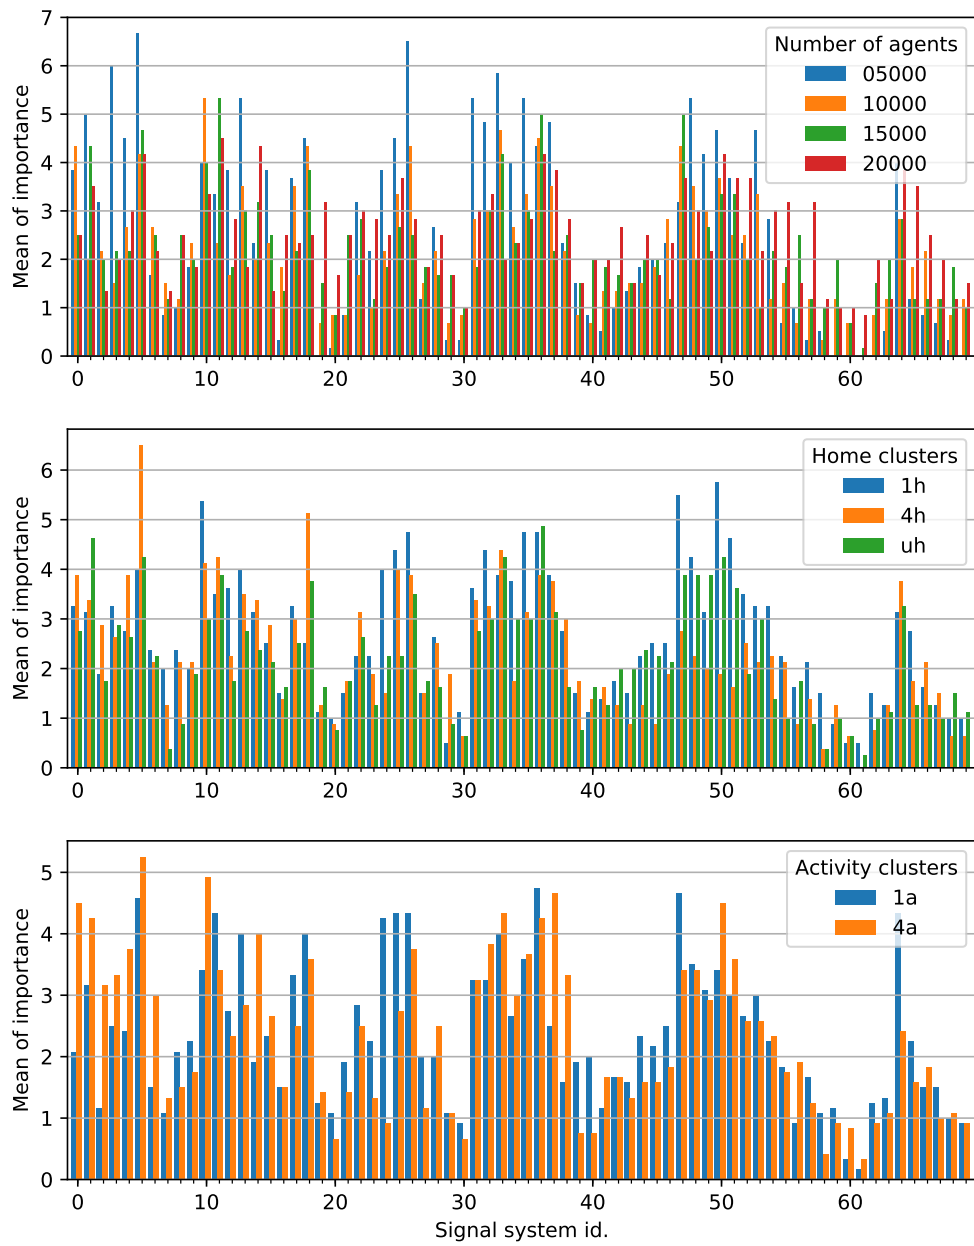 Mean of importance
7
6
5
4
3
2
1
0
Number of agents
05000
10000
15000
20000
0 10 20 30 40 50 60
Mean of importance
6
5
4
3
2
1
0
Home clusters
1h
4h
uh
0 10 20 30 40 50 60
Mean of importance
5
4
3
2
1
0
Activity clusters
1a
4a
0 10 20 30 40 50 60
Signal system id.